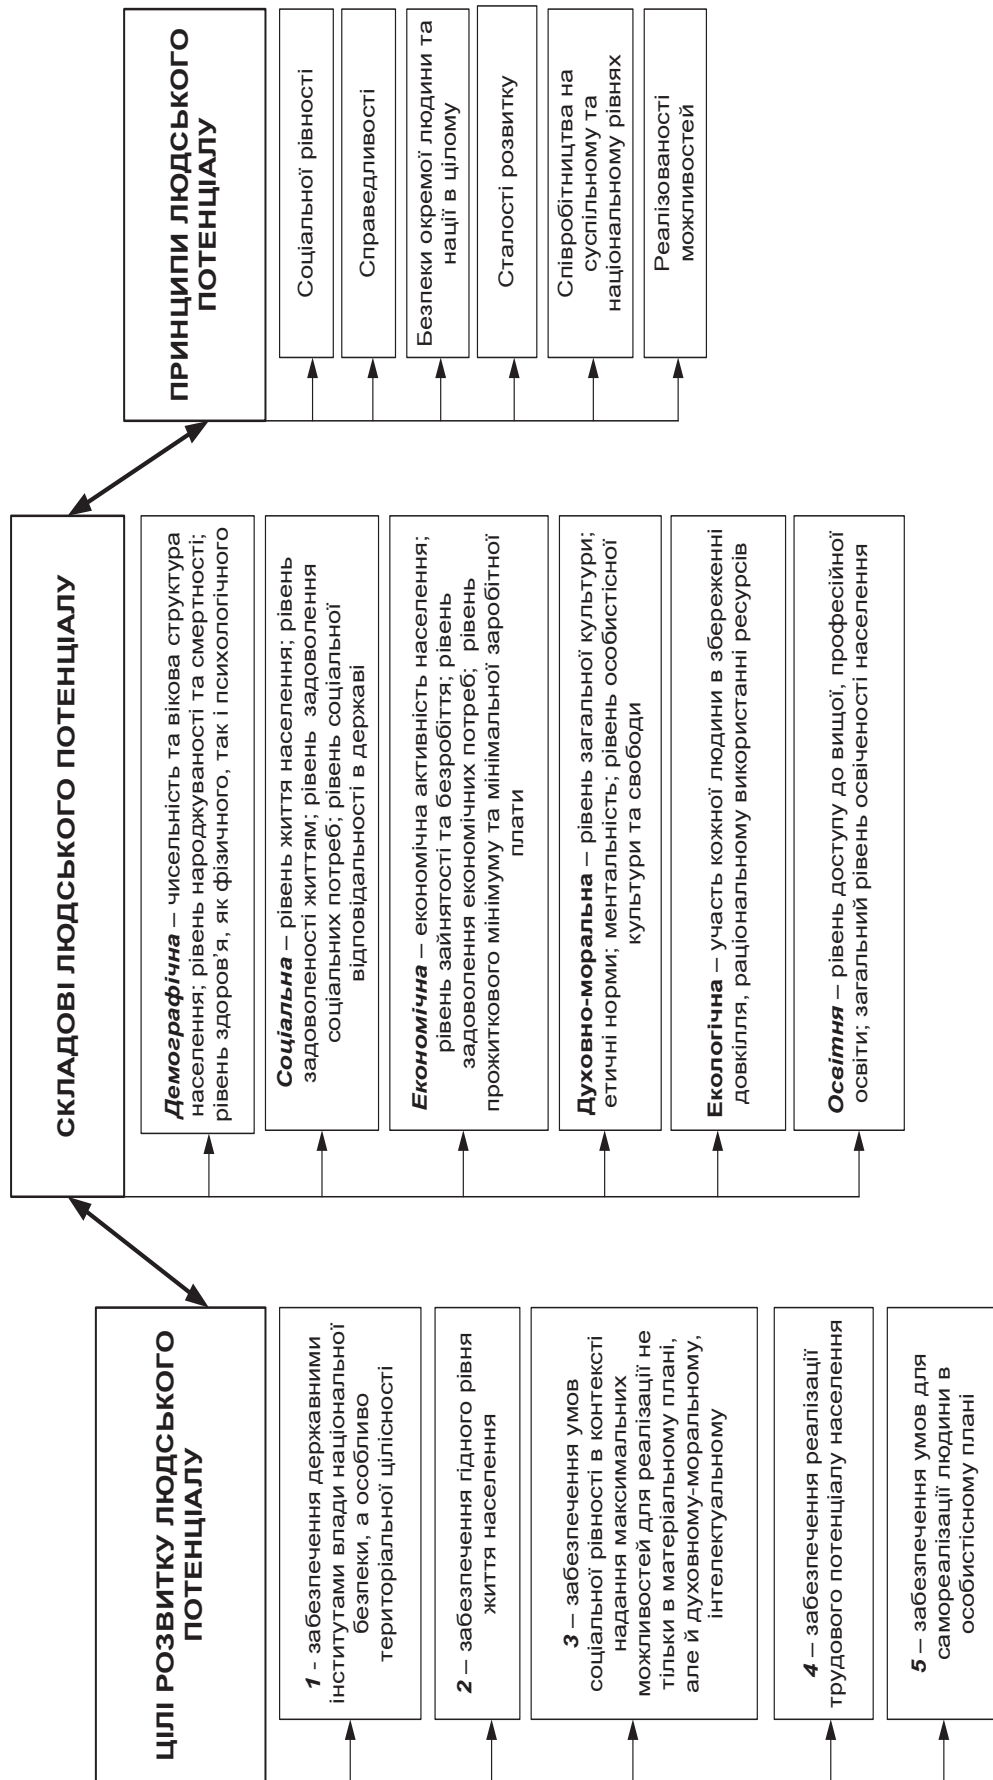 ЦІЛІ РОЗВИТКУ ЛЮДСЬКОГО
ПОТЕНЦІАЛУ
1 - забезпечення державними
інститутами влади національної
безпеки, а особливо
територіальної цілісності
2 – забезпечення гідного рівня
життя населення
3 – забезпечення умов
соціальної рівності в контексті
надання максимальних
можливостей для реалізації не
тільки в матеріальному плані,
але й духовному-моральному,
інтелектуальному
4 – забезпечення реалізації
трудового потенціалу населення
5 – забезпечення умов для
самореалізації людини в
особистісному плані
СКЛАДОВІ ЛЮДСЬКОГО ПОТЕНЦІАЛУ
Демографічна – чисельність та вікова структура
населення; рівень народжуваності та смертності;
рівень здоров'я, як фізичного, так і психологічного
Соціальна – рівень життя населення; рівень
задоволеності життям; рівень задоволення
соціальних потреб; рівень соціальної
відповідальності в державі
Економічна – економічна активність населення;
рівень зайнятості та безробіття; рівень
задоволення економічних потреб; рівень
прожиткового мінімуму та мінімальної заробітної
плати
Духовно-моральна – рівень загальної культури;
етичні норми; ментальність; рівень особистісної
культури та свободи
Екологічна – участь кожної людини в збереженні
довкілля, раціональному використанні ресурсів
Освітня – рівень доступу до вищої, професійної
освіти; загальний рівень освіченості населення
ПРИНЦИПИ ЛЮДСЬКОГО
ПОТЕНЦІАЛУ
Соціальної рівності
Справедливості
Безпеки окремої людини та
нації в цілому
Сталості розвитку
Співробітництва на
суспільному та
національному рівнях
Реалізованості
можливостей